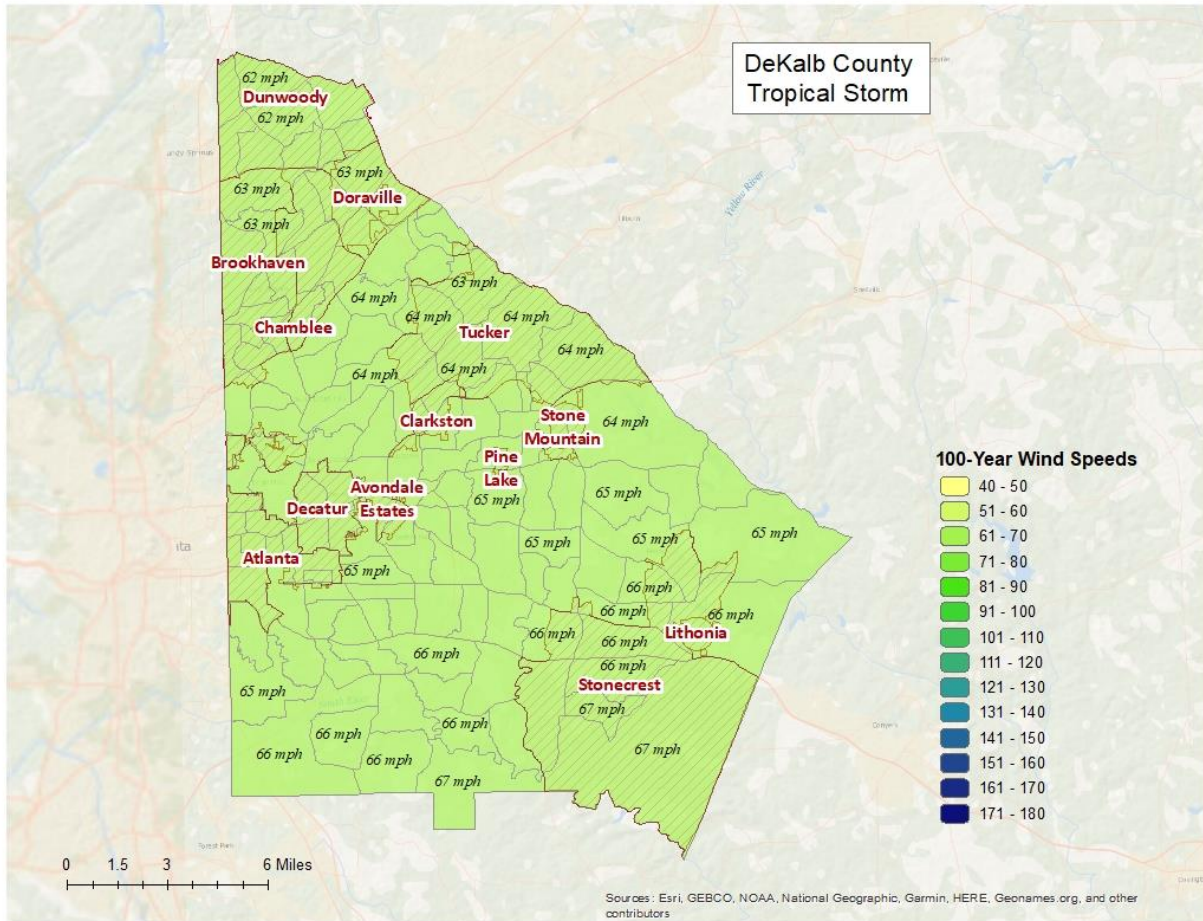 DeKalb County
Tropical Storm
62 mph
Dunwoody
62 mph
63 mph
Doraville
63 mph
63 mph
Brookhaven
Yellow River
63 mph
64 mph
64 mph
64 mph
Chamblee
Tucker
64 mph
64 mph
64 mph
Clarkston
Stone
Mountain
64 mph
Pine
Lake
65 mph
65 mph
Avondale
Estates
Decatur
65 mph
65 mph
65 mph
Atlanta
65 mph
66 mph
66 mph
66 mph
66 mph
66 mph
Lithonia
66 mph
66 mph
Stonecrest
65 mph
67 mph
66 mph
66 mph
66 mph
66 mph
67 mph
67 mph
Conyers
Forest Park
100-Year Wind Speeds
40 - 50
51 - 60
61 - 70
71 - 80
81 - 90
91 - 100
101 - 110
111 - 120
121 - 130
131 - 140
141 - 150
151 - 160
161 - 170
171 - 180
0 1.5 3 6 Miles
Sources: Esri, GEBCO, NOAA, National Geographic, Garmin, HERE, Geonames.org, and other
contributors